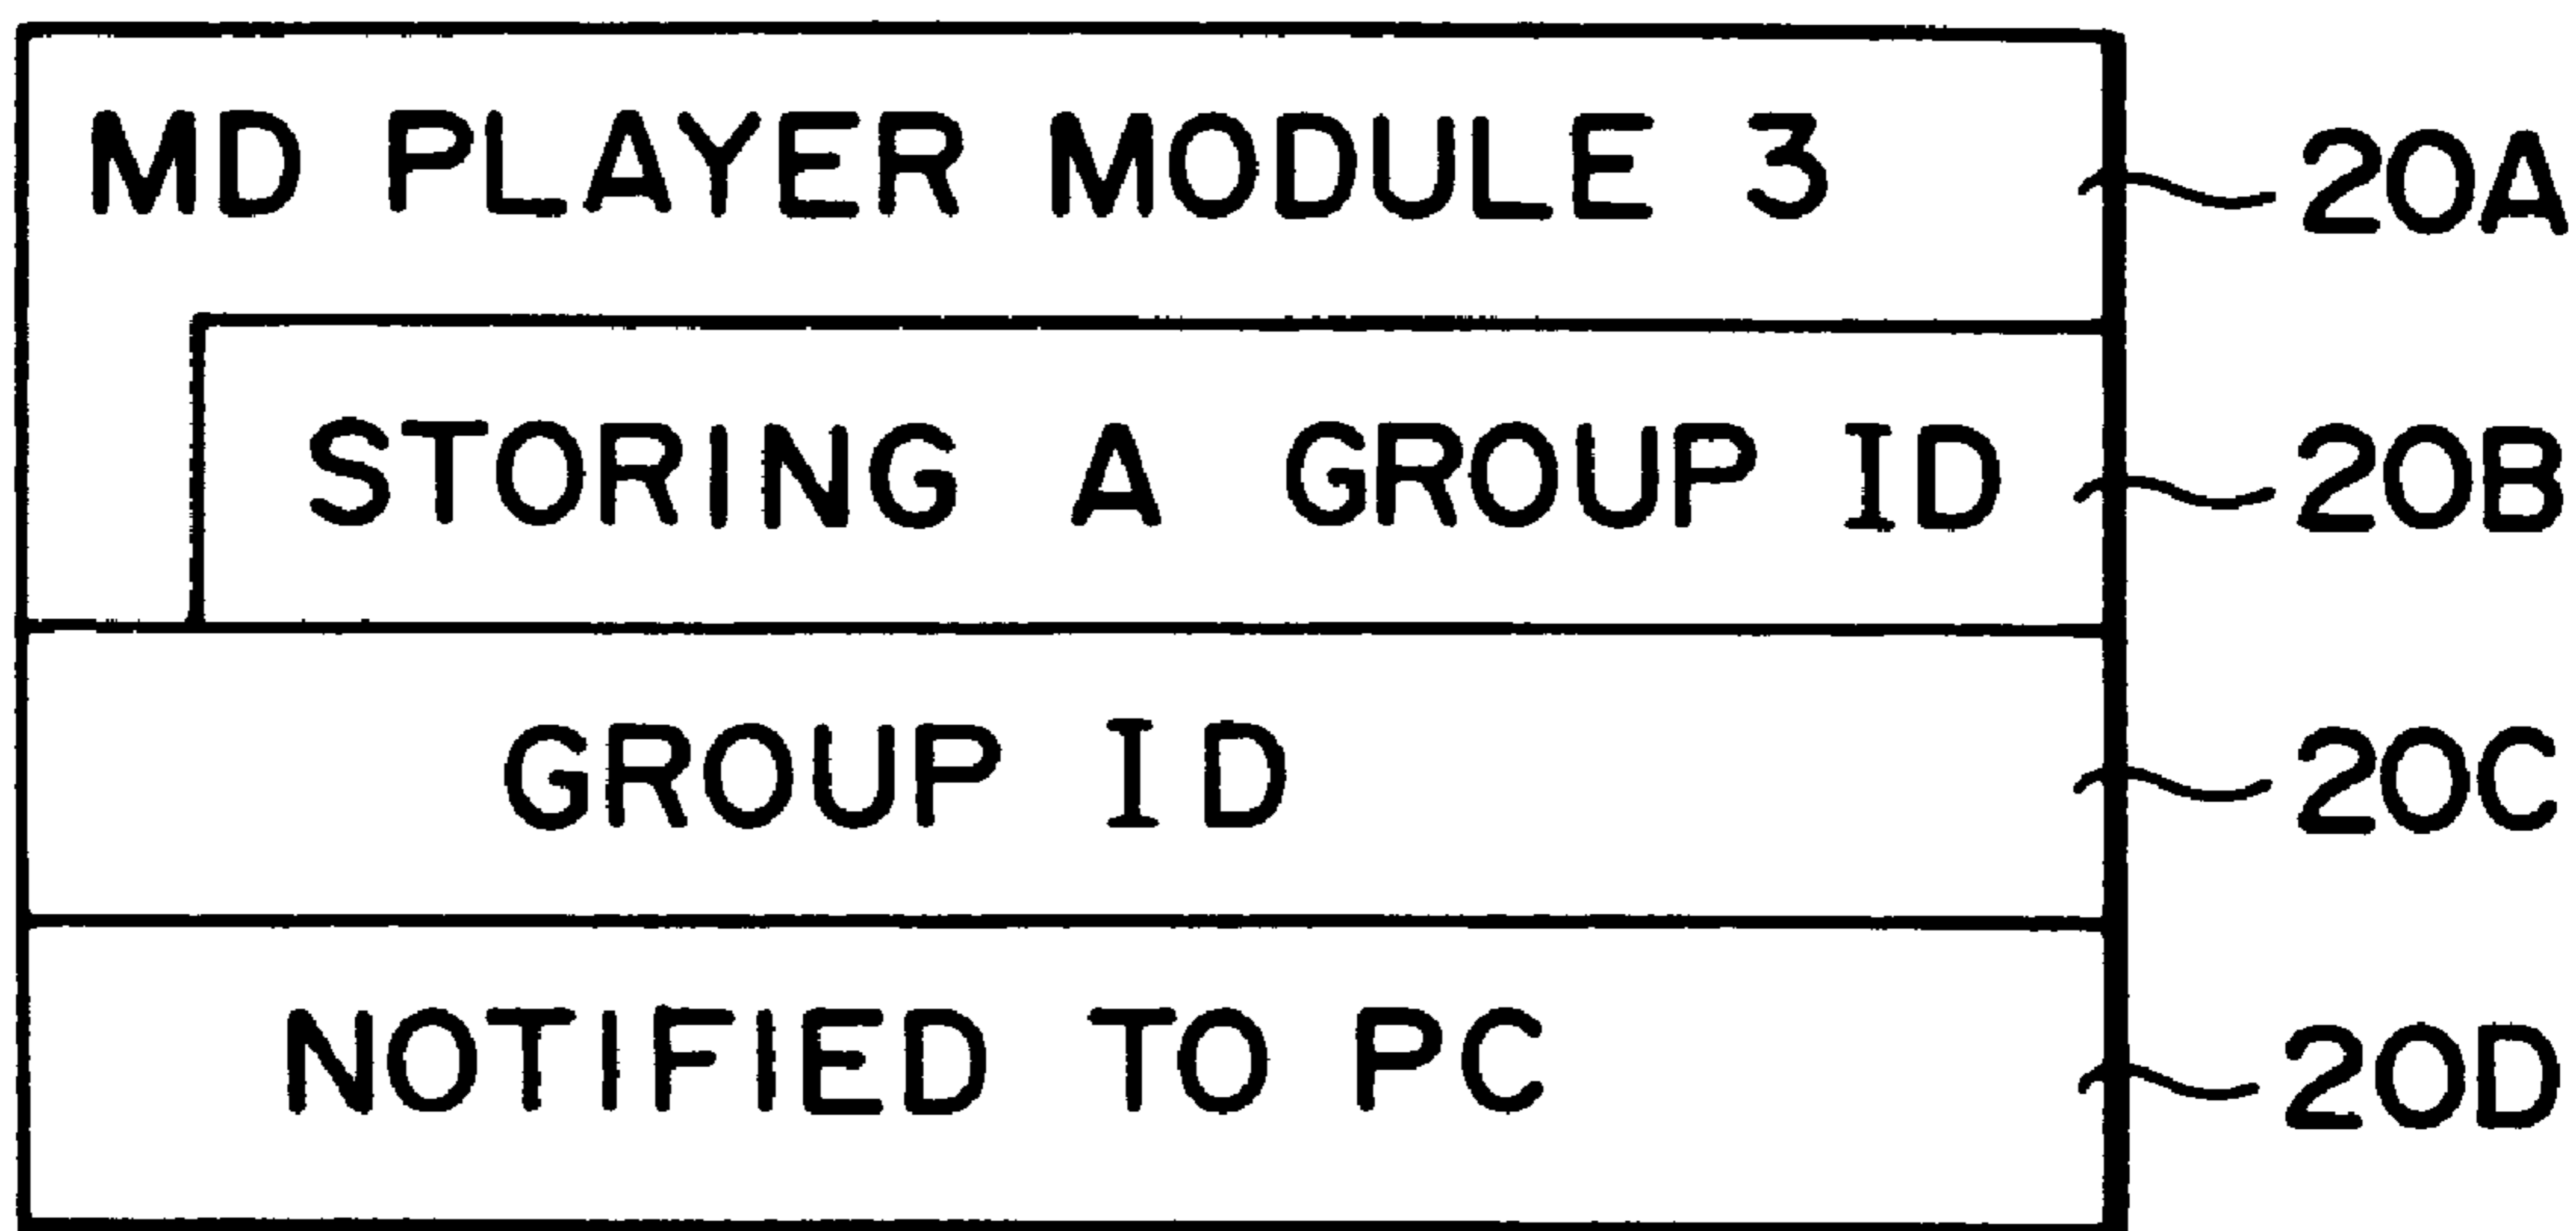 MD PLAYER MODULE 3 20A
STORING A GROUP ID 20B
GROUP ID 20C
NOTIFIED TO PC 20D